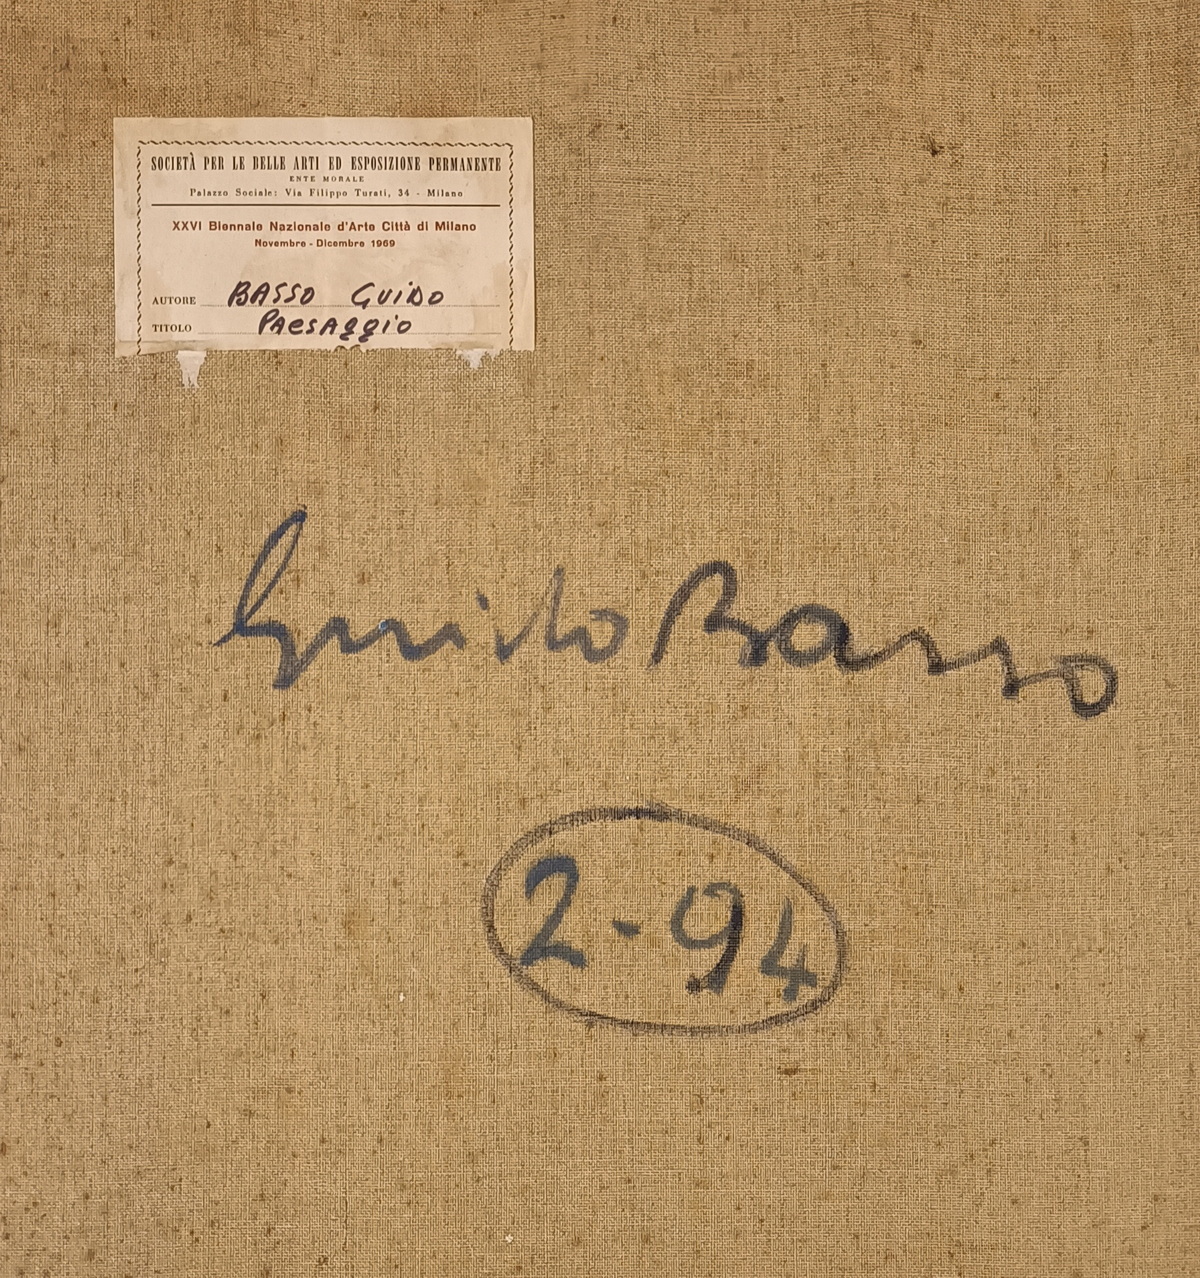 SOCIETÀ PER LE BELLE ARTI ED ESPOSIZIONE PERMANENTE
ENTE MORALE
Palazzo Sociale: Via Filippo Turati, 34 - Milano
XXVI Biennale Nazionale d'Arte Città di Milano
Novembre - Dicembre 1969
AUTORE BASSO GUIDO
TITOLO PAESAGGIO
Guido Basso
2-94